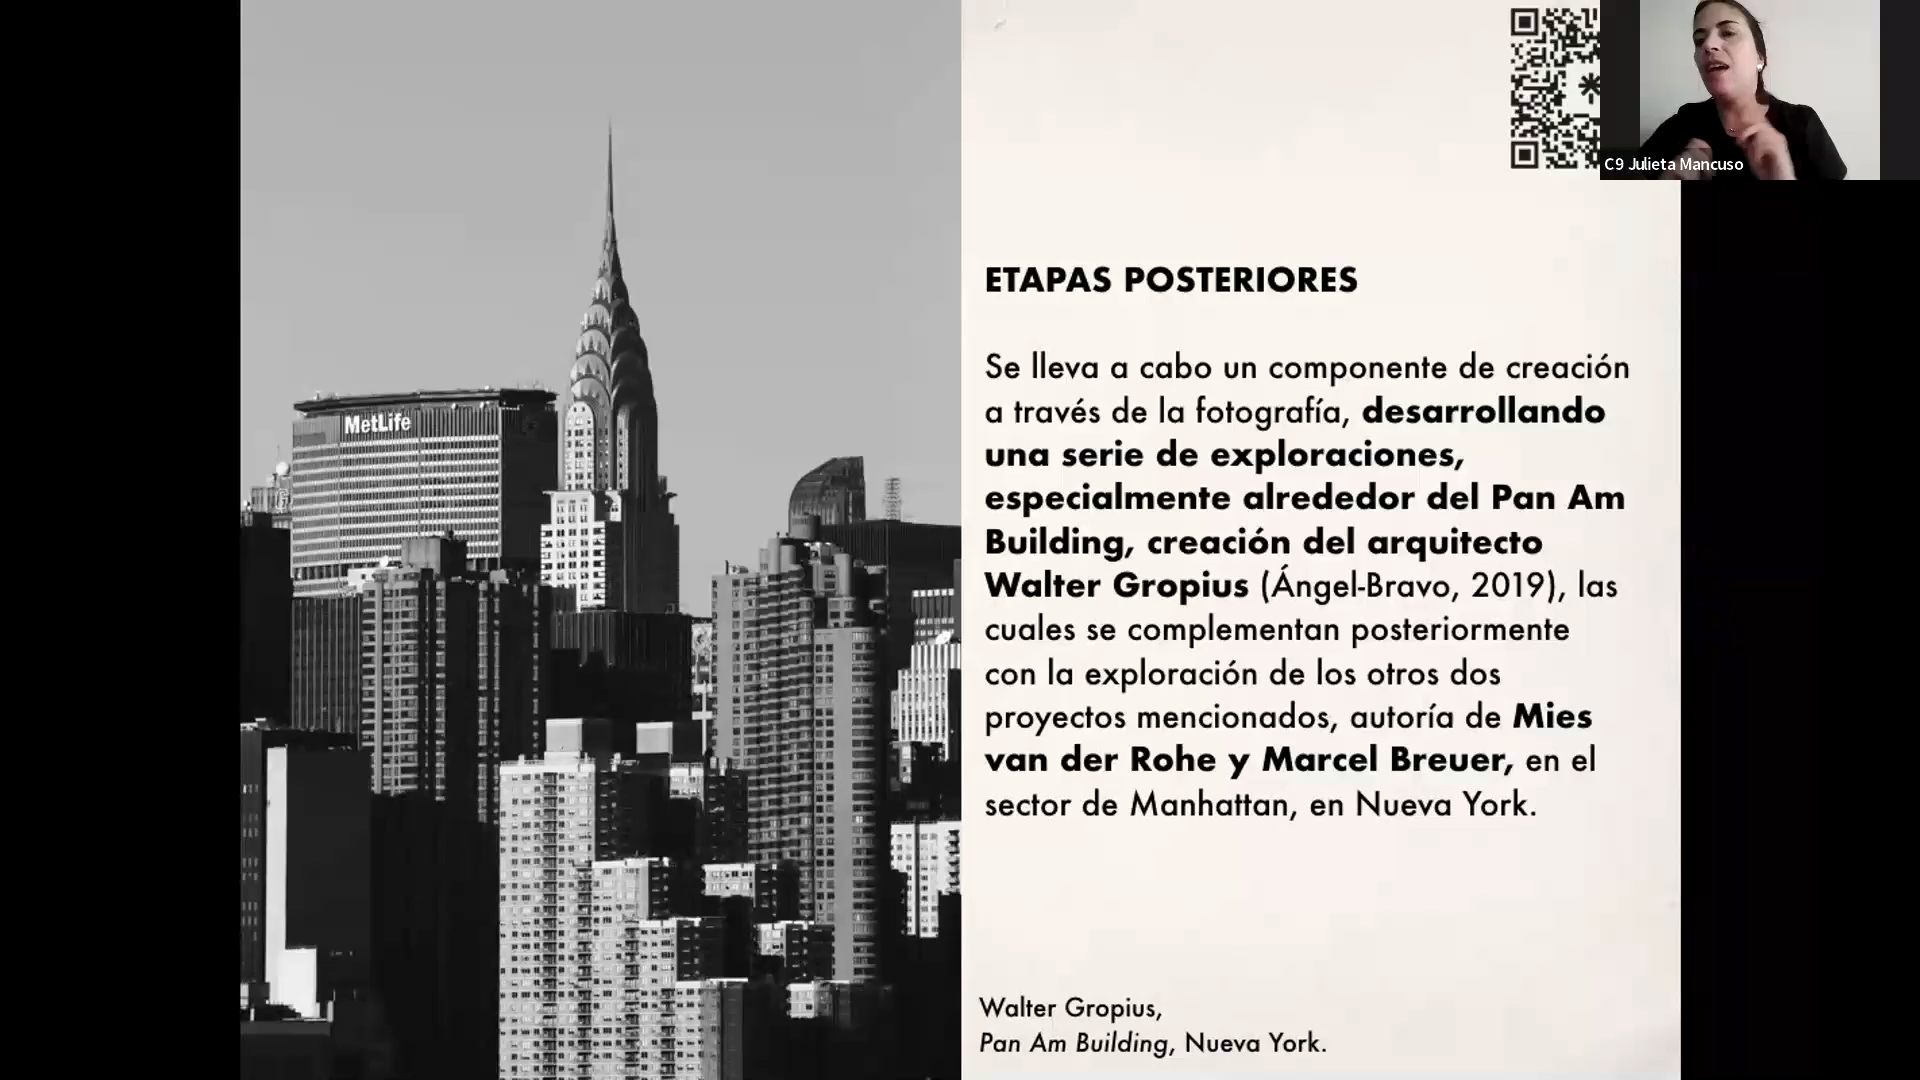 MetLife
C9 Julieta Mancuso
ETAPAS POSTERIORES
Se lleva a cabo un componente de creación
a través de la fotografía, desarrollando
una serie de exploraciones,
especialmente alrededor del Pan Am
Building, creación del arquitecto
Walter Gropius (Ángel-Bravo, 2019), las
cuales se complementan posteriormente
con la exploración de los otros dos
proyectos mencionados, autoría de Mies
van der Rohe y Marcel Breuer, en el
sector de Manhattan, en Nueva York.
Walter Gropius,
Pan Am Building, Nueva York.